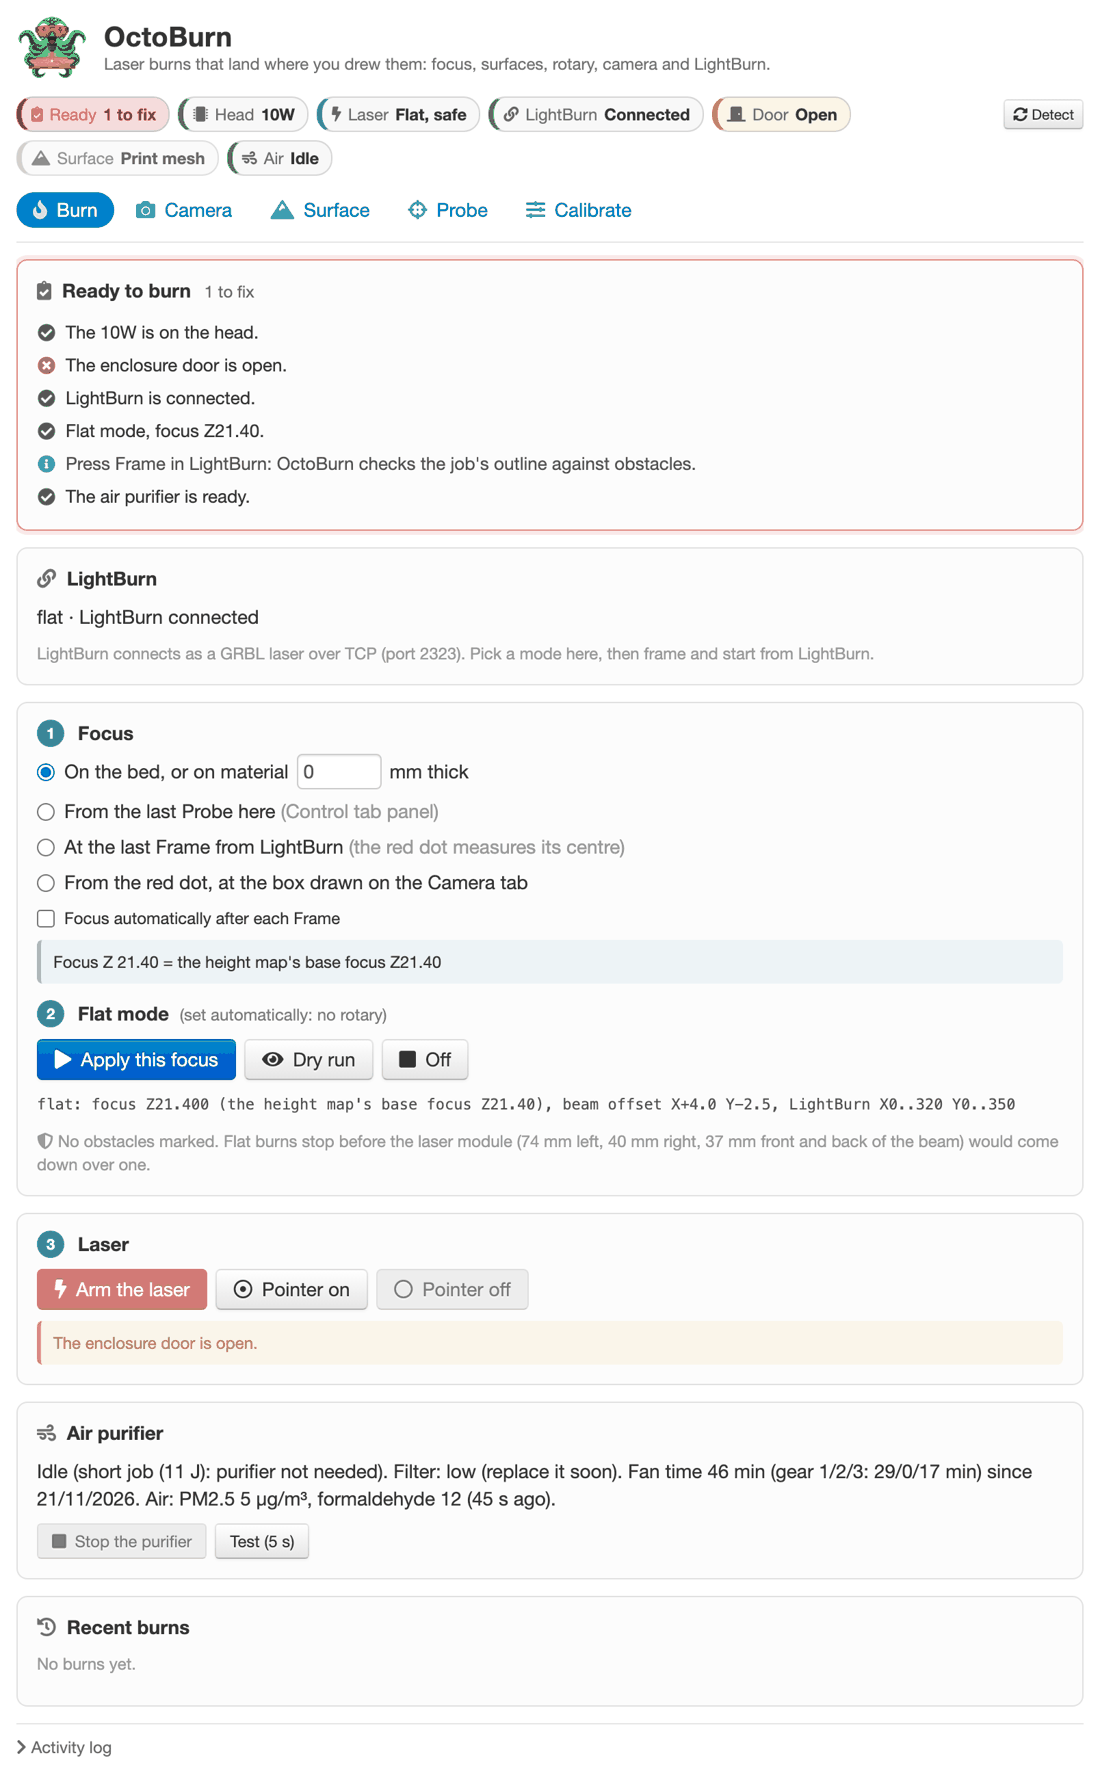 OctoBurn
Laser burns that land where you drew them: focus, surfaces, rotary, camera and LightBurn.
Ready 1 to fix
Head 10W
Laser Flat, safe
LightBurn Connected
Door Open
Detect
Surface Print mesh
Air Idle
Burn
Camera
Surface
Probe
Calibrate
Ready to burn 1 to fix
The 10W is on the head.
The enclosure door is open.
LightBurn is connected.
Flat mode, focus Z21.40.
Press Frame in LightBurn: OctoBurn checks the job's outline against obstacles.
The air purifier is ready.
LightBurn
flat · LightBurn connected
LightBurn connects as a GRBL laser over TCP (port 2323). Pick a mode here, then frame and start from LightBurn.
1 Focus
On the bed, or on material 0 mm thick
From the last Probe here (Control tab panel)
At the last Frame from LightBurn (the red dot measures its centre)
From the red dot, at the box drawn on the Camera tab
Focus automatically after each Frame
Focus Z 21.40 = the height map's base focus Z21.40
2 Flat mode (set automatically: no rotary)
Apply this focus
Dry run
Off
flat: focus Z21.400 (the height map's base focus Z21.40), beam offset X+4.0 Y-2.5, LightBurn X0..320 Y0..350
No obstacles marked. Flat burns stop before the laser module (74 mm left, 40 mm right, 37 mm front and back of the beam) would come
down over one.
3 Laser
Arm the laser
Pointer on
Pointer off
The enclosure door is open.
Air purifier
Idle (short job (11 J): purifier not needed). Filter: low (replace it soon). Fan time 46 min (gear 1/2/3: 29/0/17 min) since
21/11/2026. Air: PM2.5 5 µg/m³, formaldehyde 12 (45 s ago).
Stop the purifier
Test (5 s)
Recent burns
No burns yet.
Activity log